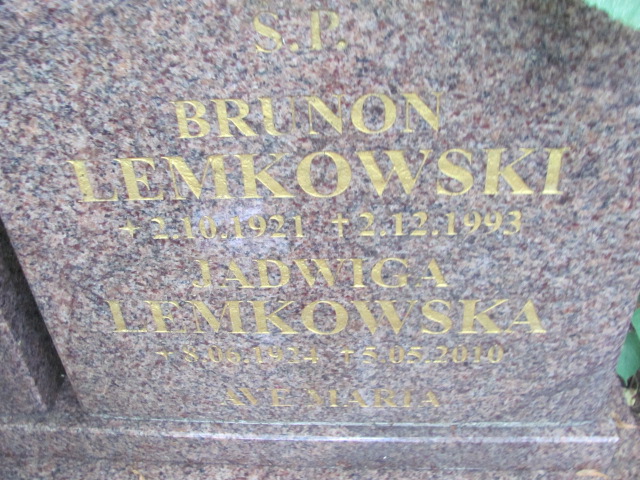 S.P.
BRUNON
LEMKOWSKI
+ 2.10.1921 † 2.12.1993
JADWIGA
LEMKOWSKA
+ 8.06.1924 † 5.05.2010
AVE MARIA